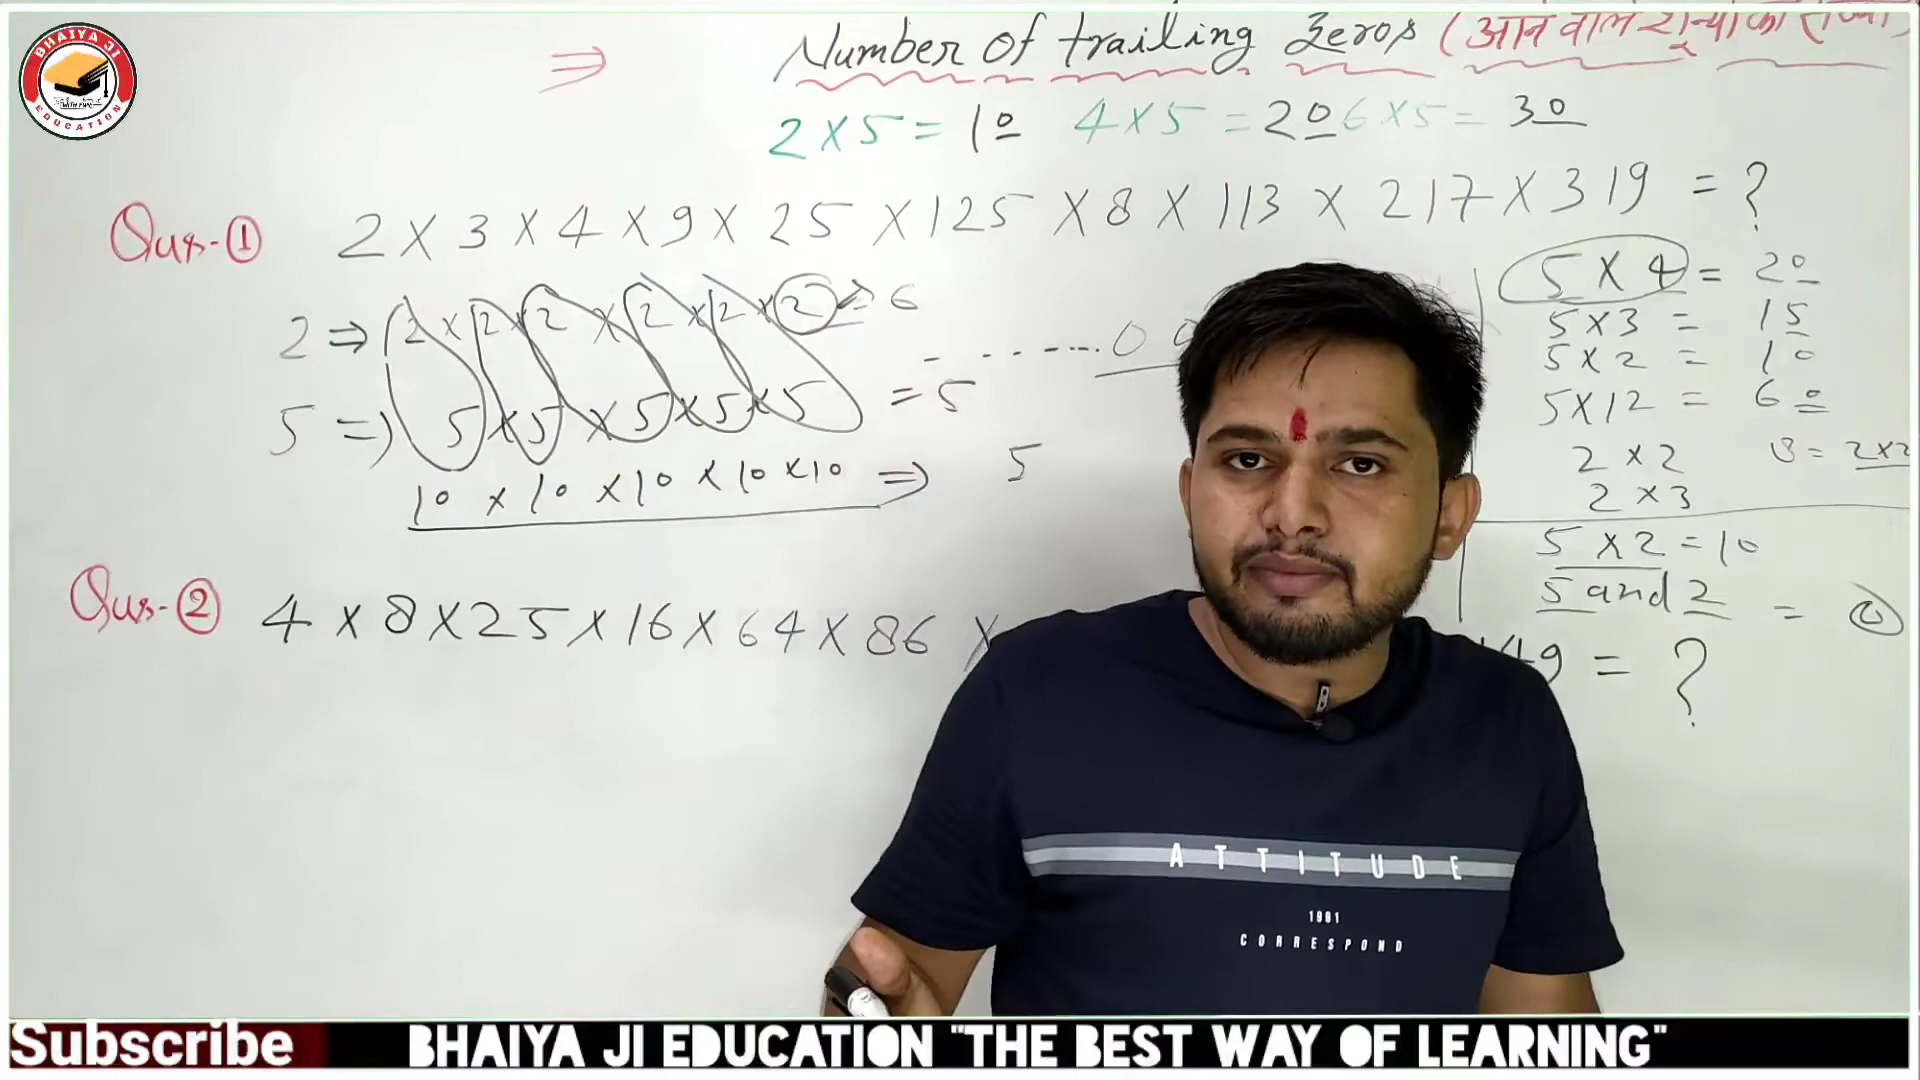 BHAIYA JI
EDUCATION
⇒ Number of trailing Zeros (आने वाले शून्यों की संख्या)
2 X 5 = 10 4 X 5 = 20 6 X 5 = 30
Qus-① 2 X 3 X 4 X 9 X 25 X 125 X 8 X 113 X 217 X 319 = ?
2 ⇒ 2 x 2 x 2 x 2 x 2 x 2 ⇒ 6
5 ⇒ 5 x 5 x 5 x 5 x 5 = 5
10 x 10 x 10 x 10 x 10 ⇒ 5
5 X 4 = 20
5 x 3 = 15
5 x 2 = 10
5 x 12 = 60
2 x 2 8 = 2x2
2 x 3
5 x 2 = 10
5 and 2 = 0
Qus-② 4 x 8 x 25 x 16 x 64 x 86 x
49 = ?
ATTITUDE
1991
CORRESPOND
Subscribe BHAIYA JI EDUCATION "THE BEST WAY OF LEARNING"